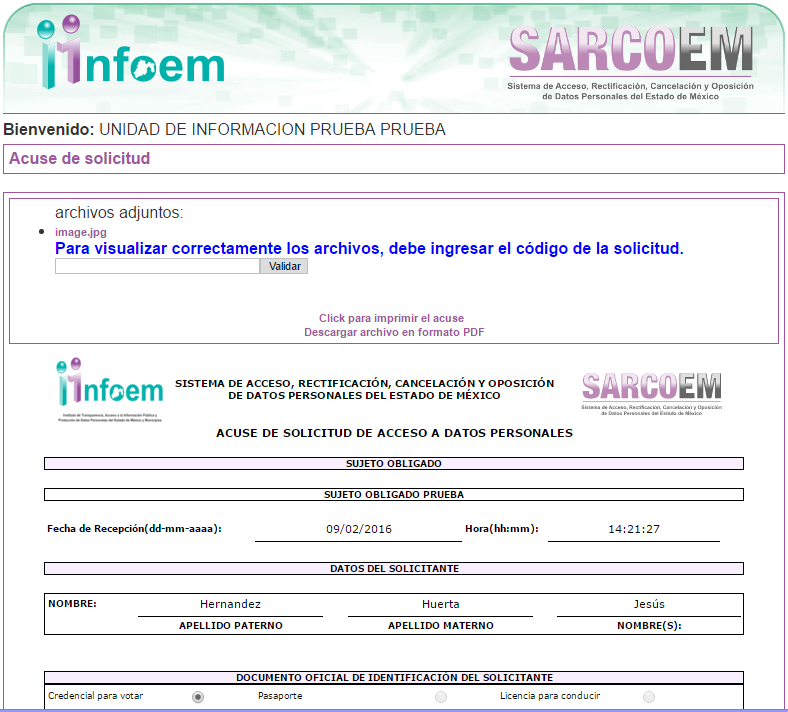 infoem
SARCOEM
Sistema de Acceso, Rectificación, Cancelación y Oposición
de Datos Personales del Estado de México
Bienvenido: UNIDAD DE INFORMACION PRUEBA PRUEBA
Acuse de solicitud
archivos adjuntos:
image.jpg
Para visualizar correctamente los archivos, debe ingresar el código de la solicitud.
Validar
Click para imprimir el acuse
Descargar archivo en formato PDF
infoem
Instituto de Transparencia, Acceso a la Información Pública y
Protección de Datos Personales del Estado de México y Municipios
SISTEMA DE ACCESO, RECTIFICACIÓN, CANCELACIÓN Y OPOSICIÓN
DE DATOS PERSONALES DEL ESTADO DE MÉXICO
SARCOEM
Sistema de Acceso, Rectificación, Cancelación y Oposición
de Datos Personales del Estado de México
ACUSE DE SOLICITUD DE ACCESO A DATOS PERSONALES
SUJETO OBLIGADO
SUJETO OBLIGADO PRUEBA
Fecha de Recepción(dd-mm-aaaa): 09/02/2016 Hora(hh:mm): 14:21:27
DATOS DEL SOLICITANTE
NOMBRE: Hernandez Huerta Jesús
APELLIDO PATERNO APELLIDO MATERNO NOMBRE(S):
DOCUMENTO OFICIAL DE IDENTIFICACIÓN DEL SOLICITANTE
Credencial para votar Pasaporte Licencia para conducir